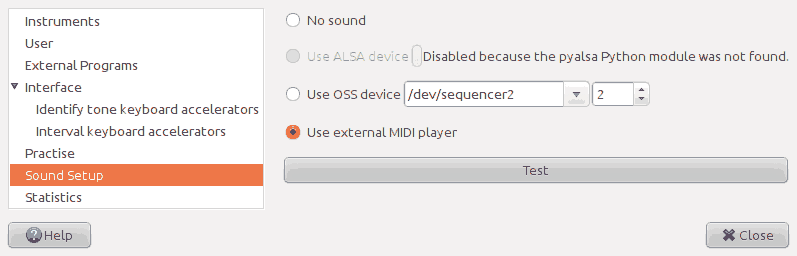 Instruments
User
External Programs
Interface
Identify tone keyboard accelerators
Interval keyboard accelerators
Practise
Sound Setup
Statistics
No sound
Use ALSA device Disabled because the pyalsa Python module was not found.
Use OSS device /dev/sequencer2 2
Use external MIDI player
Test
Help
Close